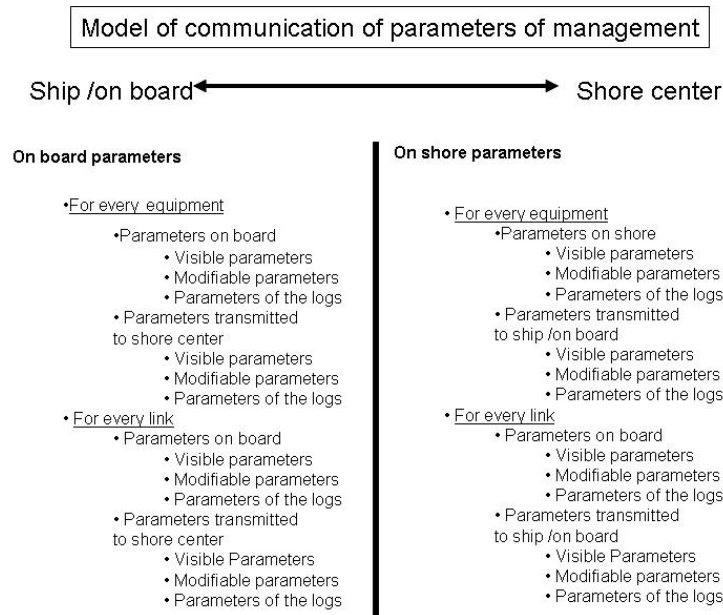 Model of communication of parameters of management
Ship /on board
Shore center
On board parameters
•For every equipment
•Parameters on board
• Visible parameters
• Modifiable parameters
• Parameters of the logs
• Parameters transmitted
to shore center
• Visible parameters
• Modifiable parameters
• Parameters of the logs
• For every link
• Parameters on board
• Visible parameters
• Modifiable parameters
• Parameters of the logs
• Parameters transmitted
to shore center
• Visible Parameters
• Modifiable parameters
• Parameters of the logs
On shore parameters
• For every equipment
•Parameters on shore
• Visible parameters
• Modifiable parameters
• Parameters of the logs
• Parameters transmitted
to ship /on board
• Visible parameters
• Modifiable parameters
• Parameters of the logs
• For every link
• Parameters on board
• Visible parameters
• Modifiable parameters
• Parameters of the logs
• Parameters transmitted
to ship /on board
• Visible Parameters
• Modifiable parameters
• Parameters of the logs